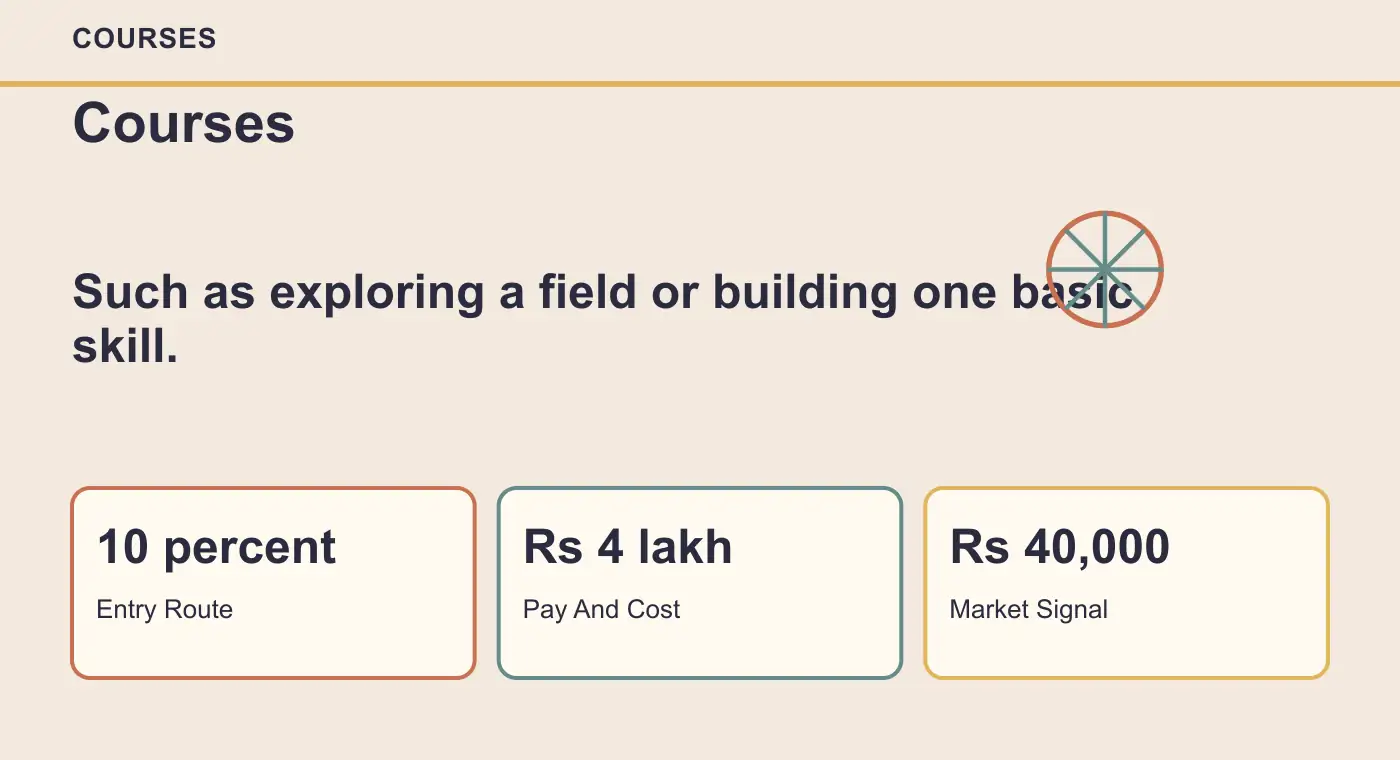 COURSES
Courses
Such as exploring a field or building one basic
skill.
10 percent
Entry Route
Rs 4 lakh
Pay And Cost
Rs 40,000
Market Signal